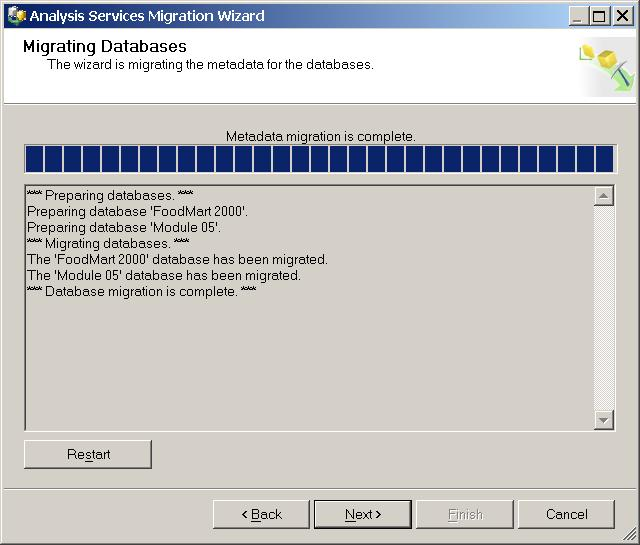 Analysis Services Migration Wizard
Migrating Databases
The wizard is migrating the metadata for the databases.
Metadata migration is complete.
*** Preparing databases. ***
Preparing database 'FoodMart 2000'.
Preparing database 'Module 05'.
*** Migrating databases. ***
The 'FoodMart 2000' database has been migrated.
The 'Module 05' database has been migrated.
*** Database migration is complete. ***
Restart
< Back
Next >
Finish
Cancel